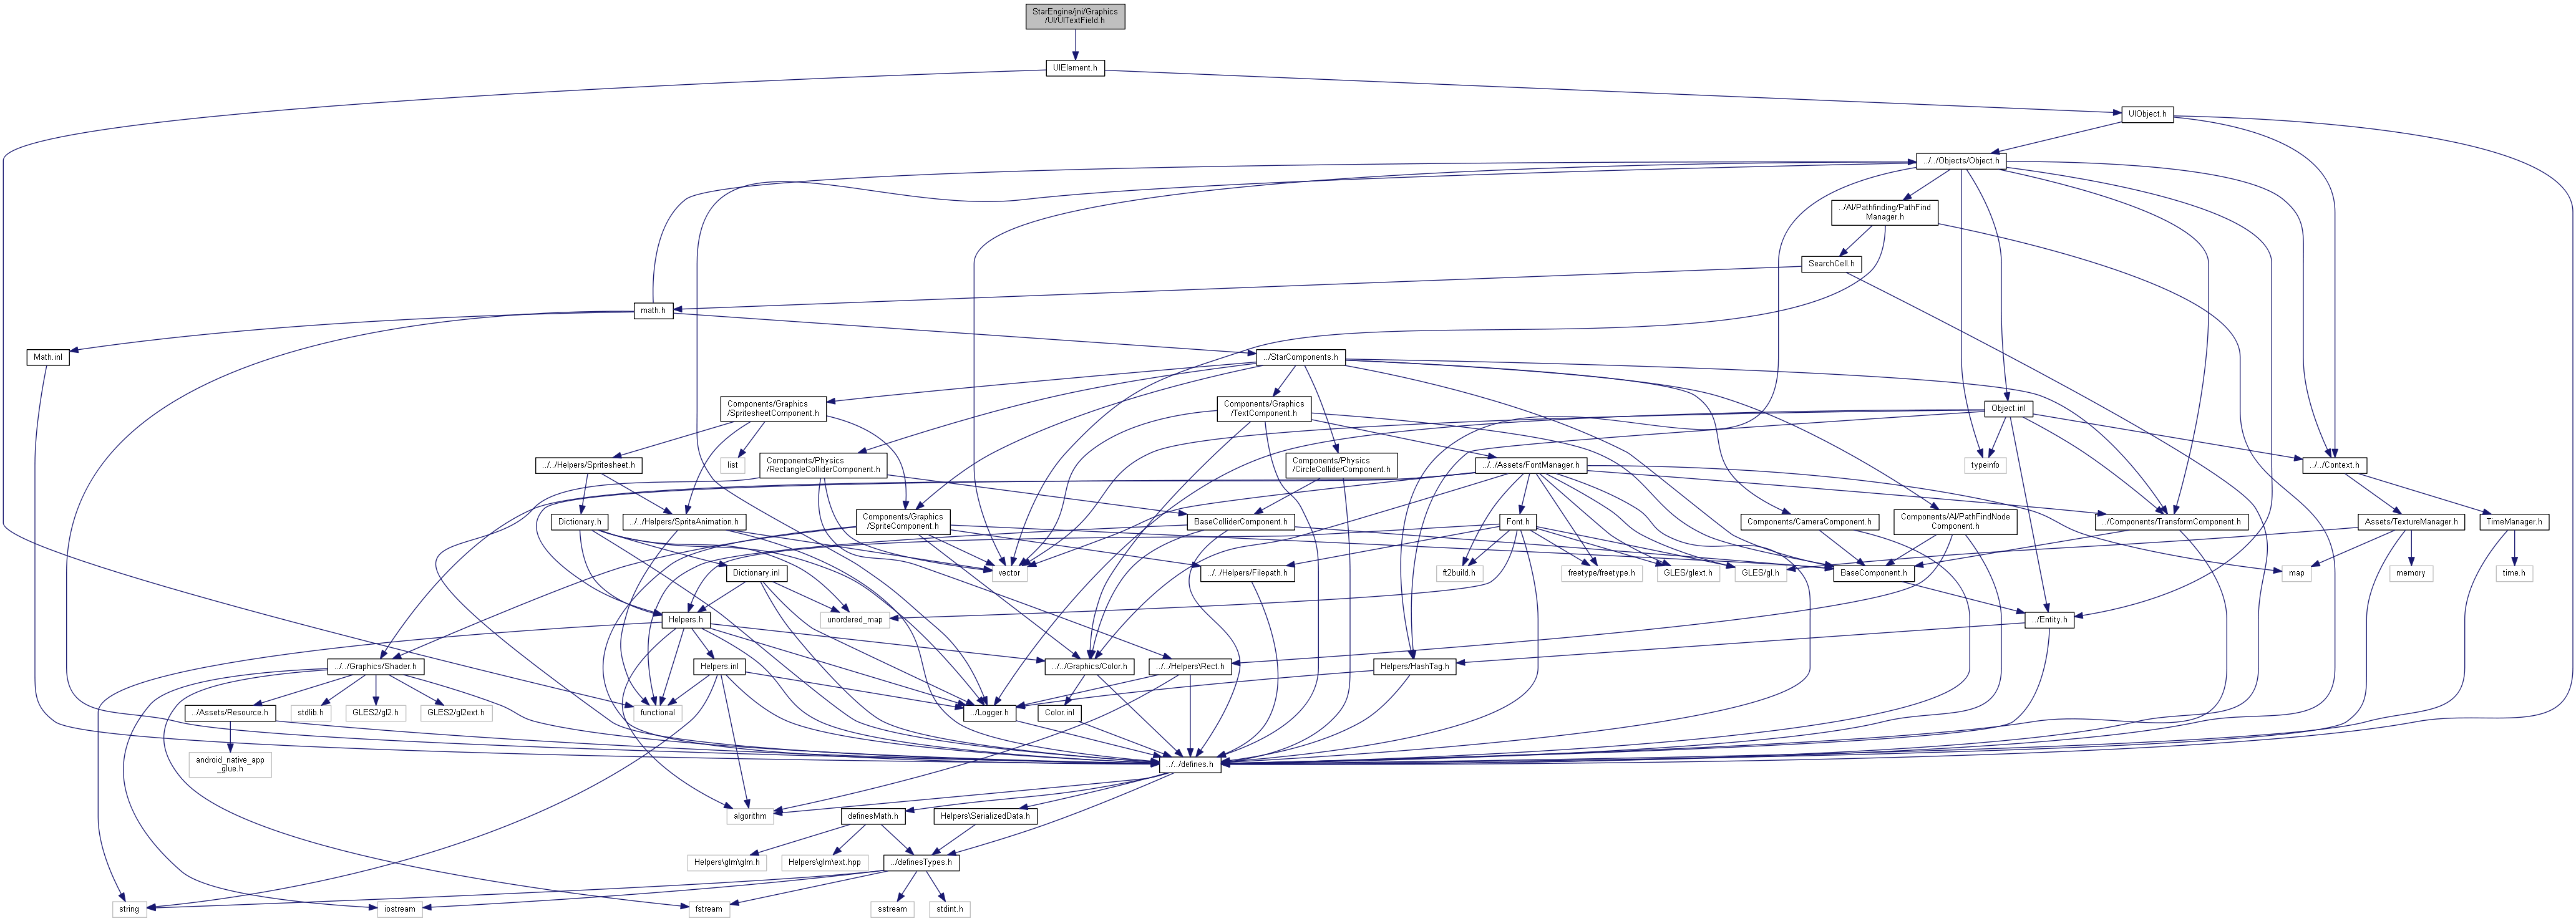 StarEngine/jni/Graphics
/UI/UITextField.h
UIElement.h
UIObject.h
../../Objects/Object.h
../AI/Pathfinding/PathFind
Manager.h
SearchCell.h
math.h
Math.inl
../StarComponents.h
Components/Graphics
/SpritesheetComponent.h
Components/Graphics
/TextComponent.h
Object.inl
../../Helpers/Spritesheet.h
list
Components/Physics
/RectangleColliderComponent.h
Components/Physics
/CircleColliderComponent.h
../../Assets/FontManager.h
typeinfo
../../Context.h
Dictionary.h
../../Helpers/SpriteAnimation.h
Components/Graphics
/SpriteComponent.h
BaseColliderComponent.h
Font.h
Components/CameraComponent.h
Components/AI/PathFindNode
Component.h
../Components/TransformComponent.h
Assets/TextureManager.h
TimeManager.h
Dictionary.inl
vector
../../Helpers/Filepath.h
ft2build.h
freetype/freetype.h
GLES/glext.h
GLES/gl.h
BaseComponent.h
map
memory
time.h
Helpers.h
unordered_map
../Entity.h
../../Graphics/Shader.h
Helpers.inl
../../Graphics/Color.h
../../Helpers\Rect.h
Helpers/HashTag.h
../Assets/Resource.h
stdlib.h
GLES2/gl2.h
GLES2/gl2ext.h
functional
../Logger.h
Color.inl
android_native_app
_glue.h
../../defines.h
algorithm
definesMath.h
Helpers\SerializedData.h
Helpers\glm\glm.h
Helpers\glm\ext.hpp
../definesTypes.h
string
iostream
fstream
sstream
stdint.h